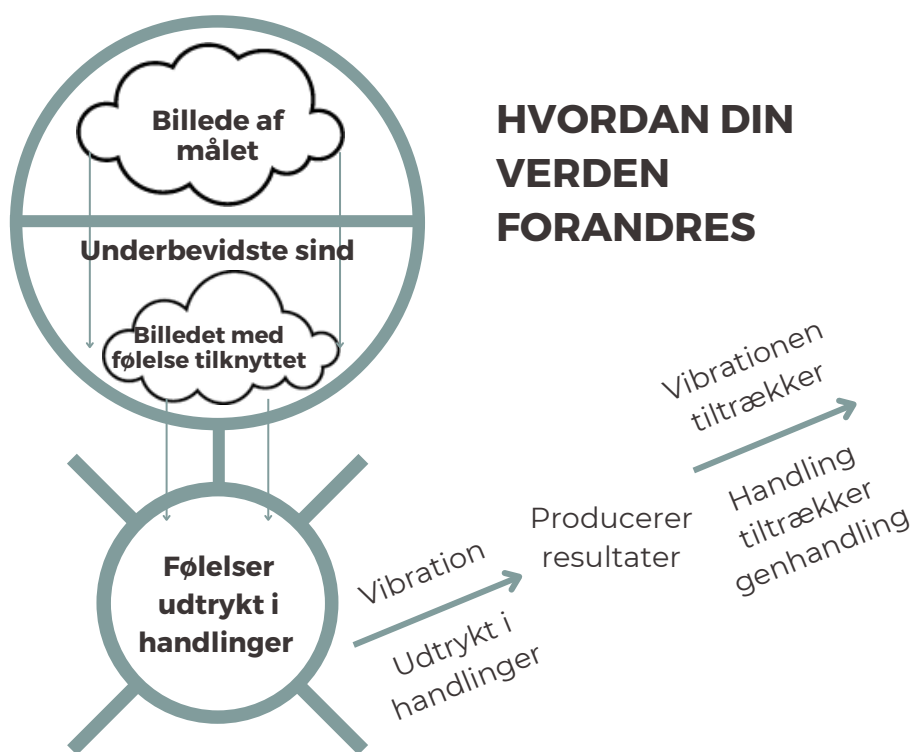 Billede af
målet
HVORDAN DIN
VERDEN
FORANDRES
Underbevidste sind
Billedet med
følelse tilknyttet
Følelser
udtrykt i
handlinger
Vibration
Udtrykt i
handlinger
Producerer
resultater
Vibrationen
tiltrækker
Handling
tiltrækker
genhandling